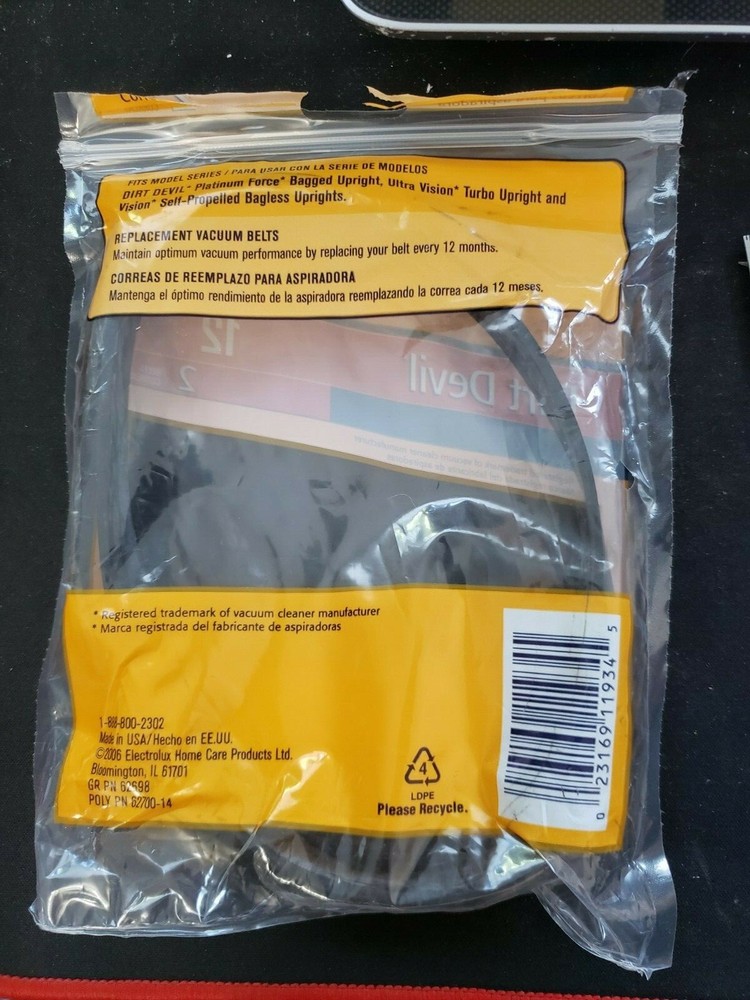 FITS MODEL SERIES / PARA USAR CON LA SERIE DE MODELOS
DIRT DEVIL* Platinum Force* Bagged Upright, Ultra Vision* Turbo Upright and
Vision* Self-Propelled Bagless Uprights.
REPLACEMENT VACUUM BELTS
Maintain optimum vacuum performance by replacing your belt every 12 months.
CORREAS DE REEMPLAZO PARA ASPIRADORA
Mantenga el óptimo rendimiento de la aspiradora reemplazando la correa cada 12 meses.
12
2
rt Devil
* Registered trademark of vacuum cleaner manufacturer
* Marca registrada del fabricante de aspiradoras
1-888-800-2302
Made in USA/Hecho en EE.UU.
©2006 Electrolux Home Care Products Ltd.
Bloomington, IL 61701
GR PN 62698
POLY PN 82700-14
4
LDPE
Please Recycle.
0 23169 11934 5